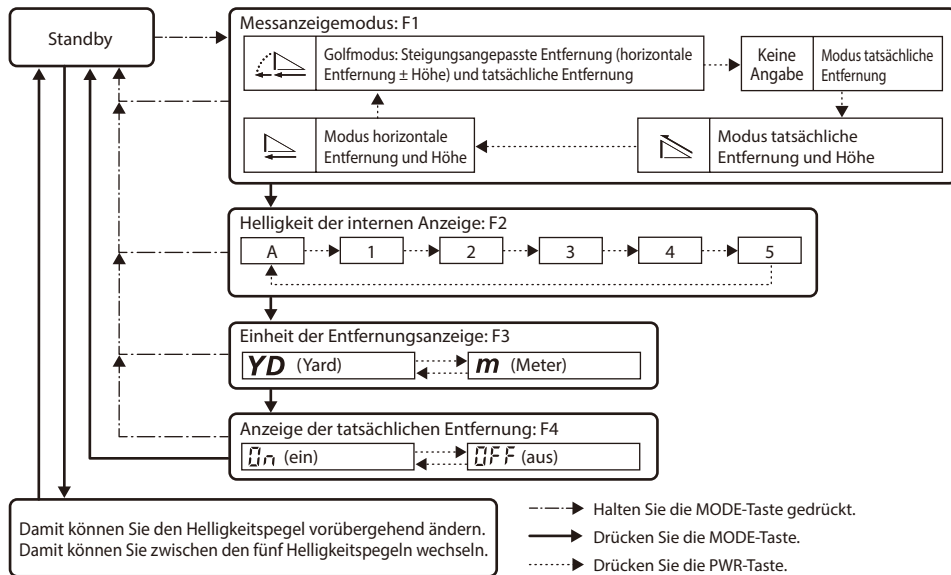 Standby
Messanzeigemodus: F1
Golfmodus: Steigungsangepasste Entfernung (horizontale
Entfernung ± Höhe) und tatsächliche Entfernung
Keine
Angabe
Modus tatsächliche
Entfernung
Modus horizontale
Entfernung und Höhe
Modus tatsächliche
Entfernung und Höhe
Helligkeit der internen Anzeige: F2
A 1 2 3 4 5
Einheit der Entfernungsanzeige: F3
YD (Yard) m (Meter)
Anzeige der tatsächlichen Entfernung: F4
On (ein) OFF (aus)
Damit können Sie den Helligkeitspegel vorübergehend ändern.
Damit können Sie zwischen den fünf Helligkeitspegeln wechseln.
Halten Sie die MODE-Taste gedrückt.
Drücken Sie die MODE-Taste.
Drücken Sie die PWR-Taste.